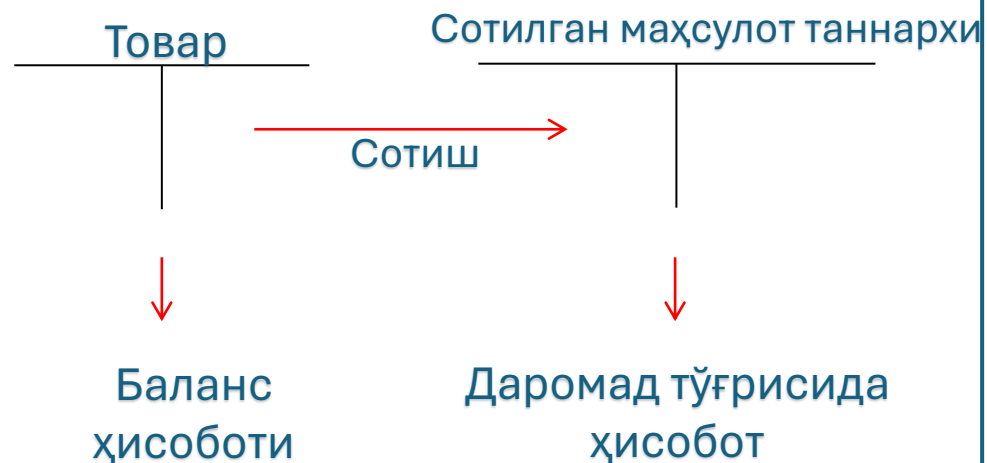 Товар
Сотилган маҳсулот таннархи
Сотиш
Баланс
ҳисоботи
Даромад тўғрисида
ҳисобот